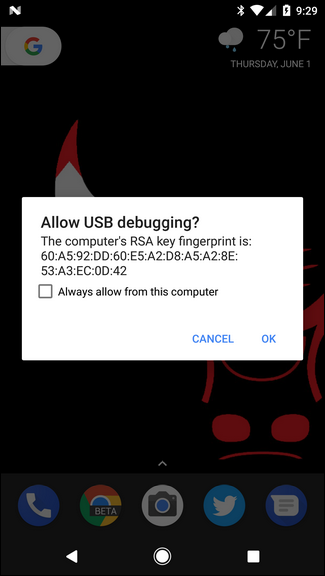 9:29
G
75°F
THURSDAY, JUNE 1
Allow USB debugging?
The computer's RSA key fingerprint is:
60:A5:92:DD:60:E5:A2:D8:A5:A2:8E:
53:A3:EC:0D:42
Always allow from this computer
CANCEL OK
BETA